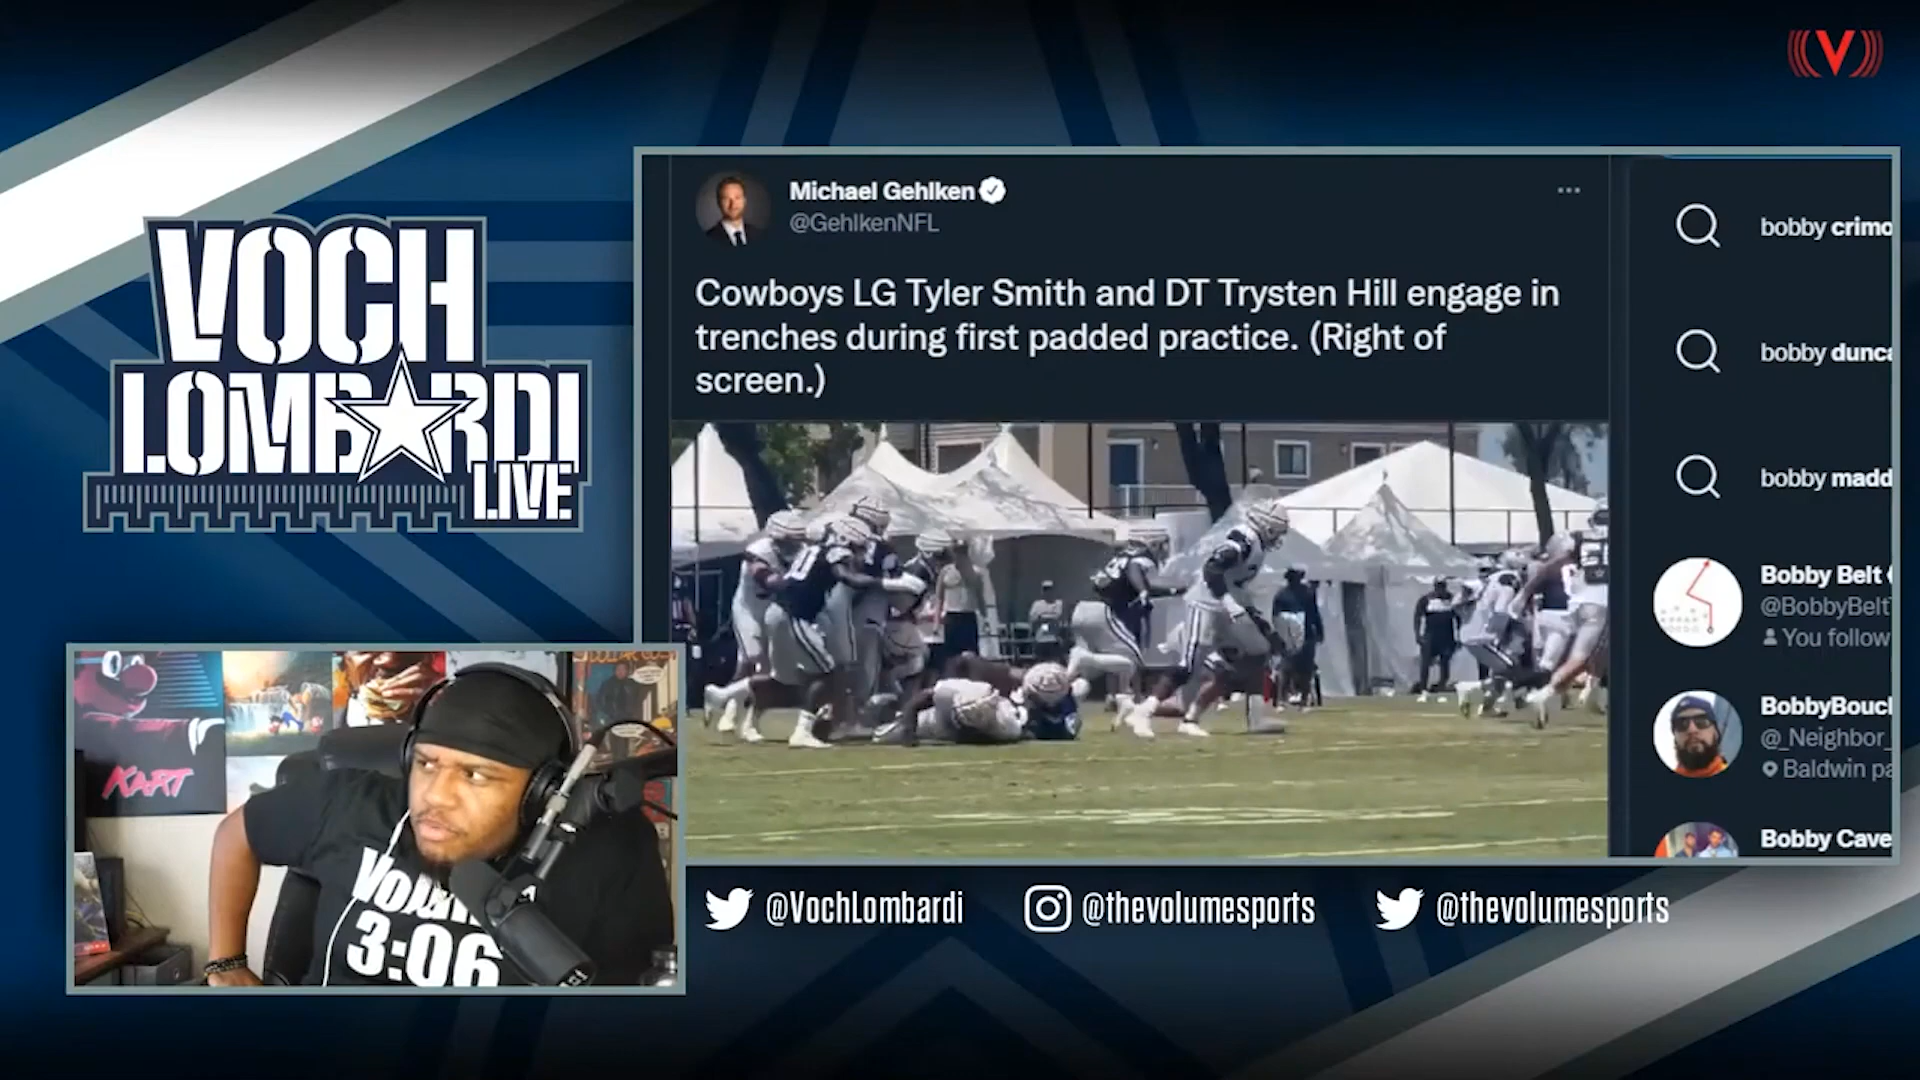 V
VOCH
LOMBARDI
LIVE
Michael Gehlken
@GehlkenNFL
Cowboys LG Tyler Smith and DT Trysten Hill engage in
trenches during first padded practice. (Right of
screen.)
bobby crimo
bobby dunca
bobby madd
Bobby Belt
@BobbyBelt
You follow
BobbyBoucl
@_Neighbor_
Baldwin pa
Bobby Cave
KART
3:06
@VochLombardi
@thevolumesports
@thevolumesports